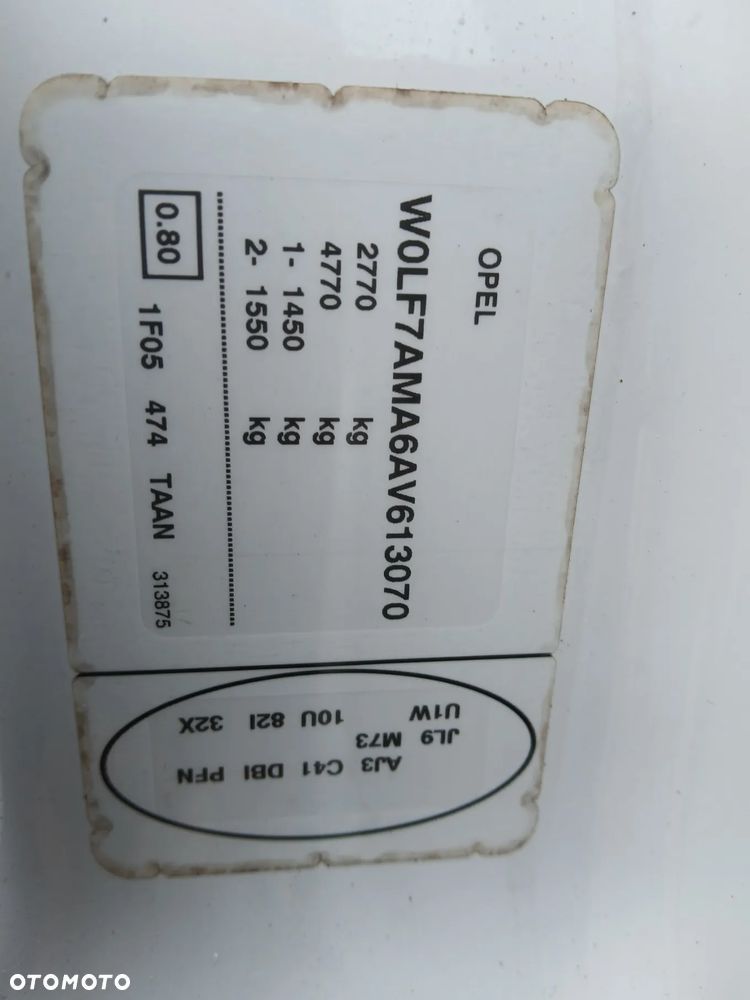 OPEL
W0LF7AMA6AV613070
2770 kg
4770 kg
1- 1450 kg
2- 1550 kg
0.80 1F05 474 TAAN 313875
AJ3 C41 DBI PFN
JL9 M73
U1W 10U 82I 32X
OTOMOTO